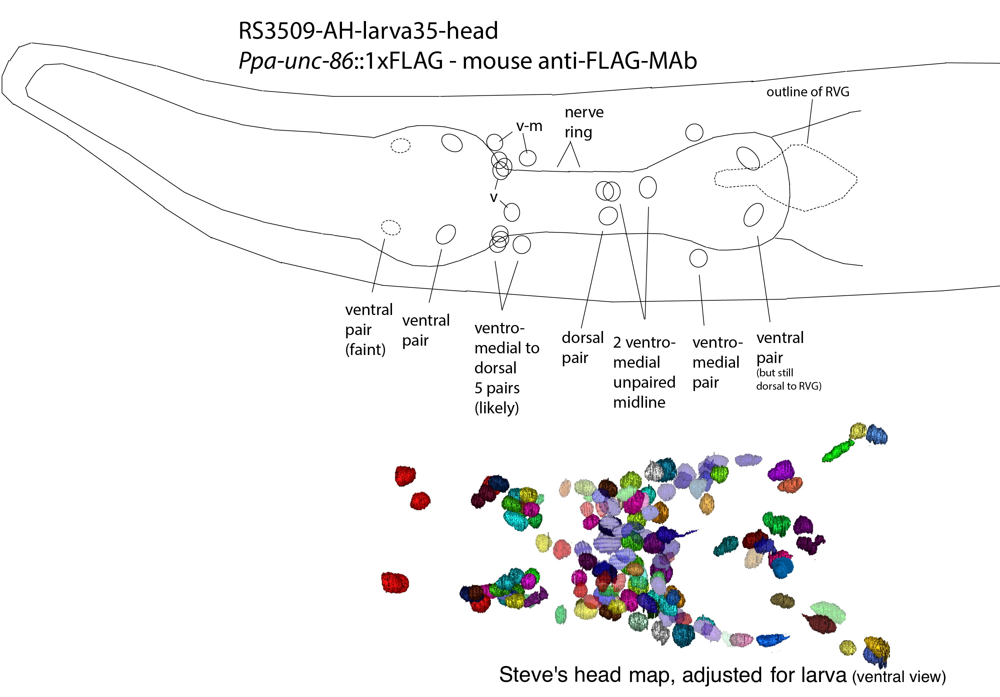 RS3509-AH-larva35-head
Ppa-unc-86::1xFLAG - mouse anti-FLAG-MAb
outline of RVG
nerve
ring
v-m
v
ventral
pair
(faint)
ventral
pair
ventro-
medial to
dorsal
5 pairs
(likely)
dorsal
pair
2 ventro-
medial
unpaired
midline
ventro-
medial
pair
ventral
pair
(but still
dorsal to RVG)
Steve's head map, adjusted for larva (ventral view)